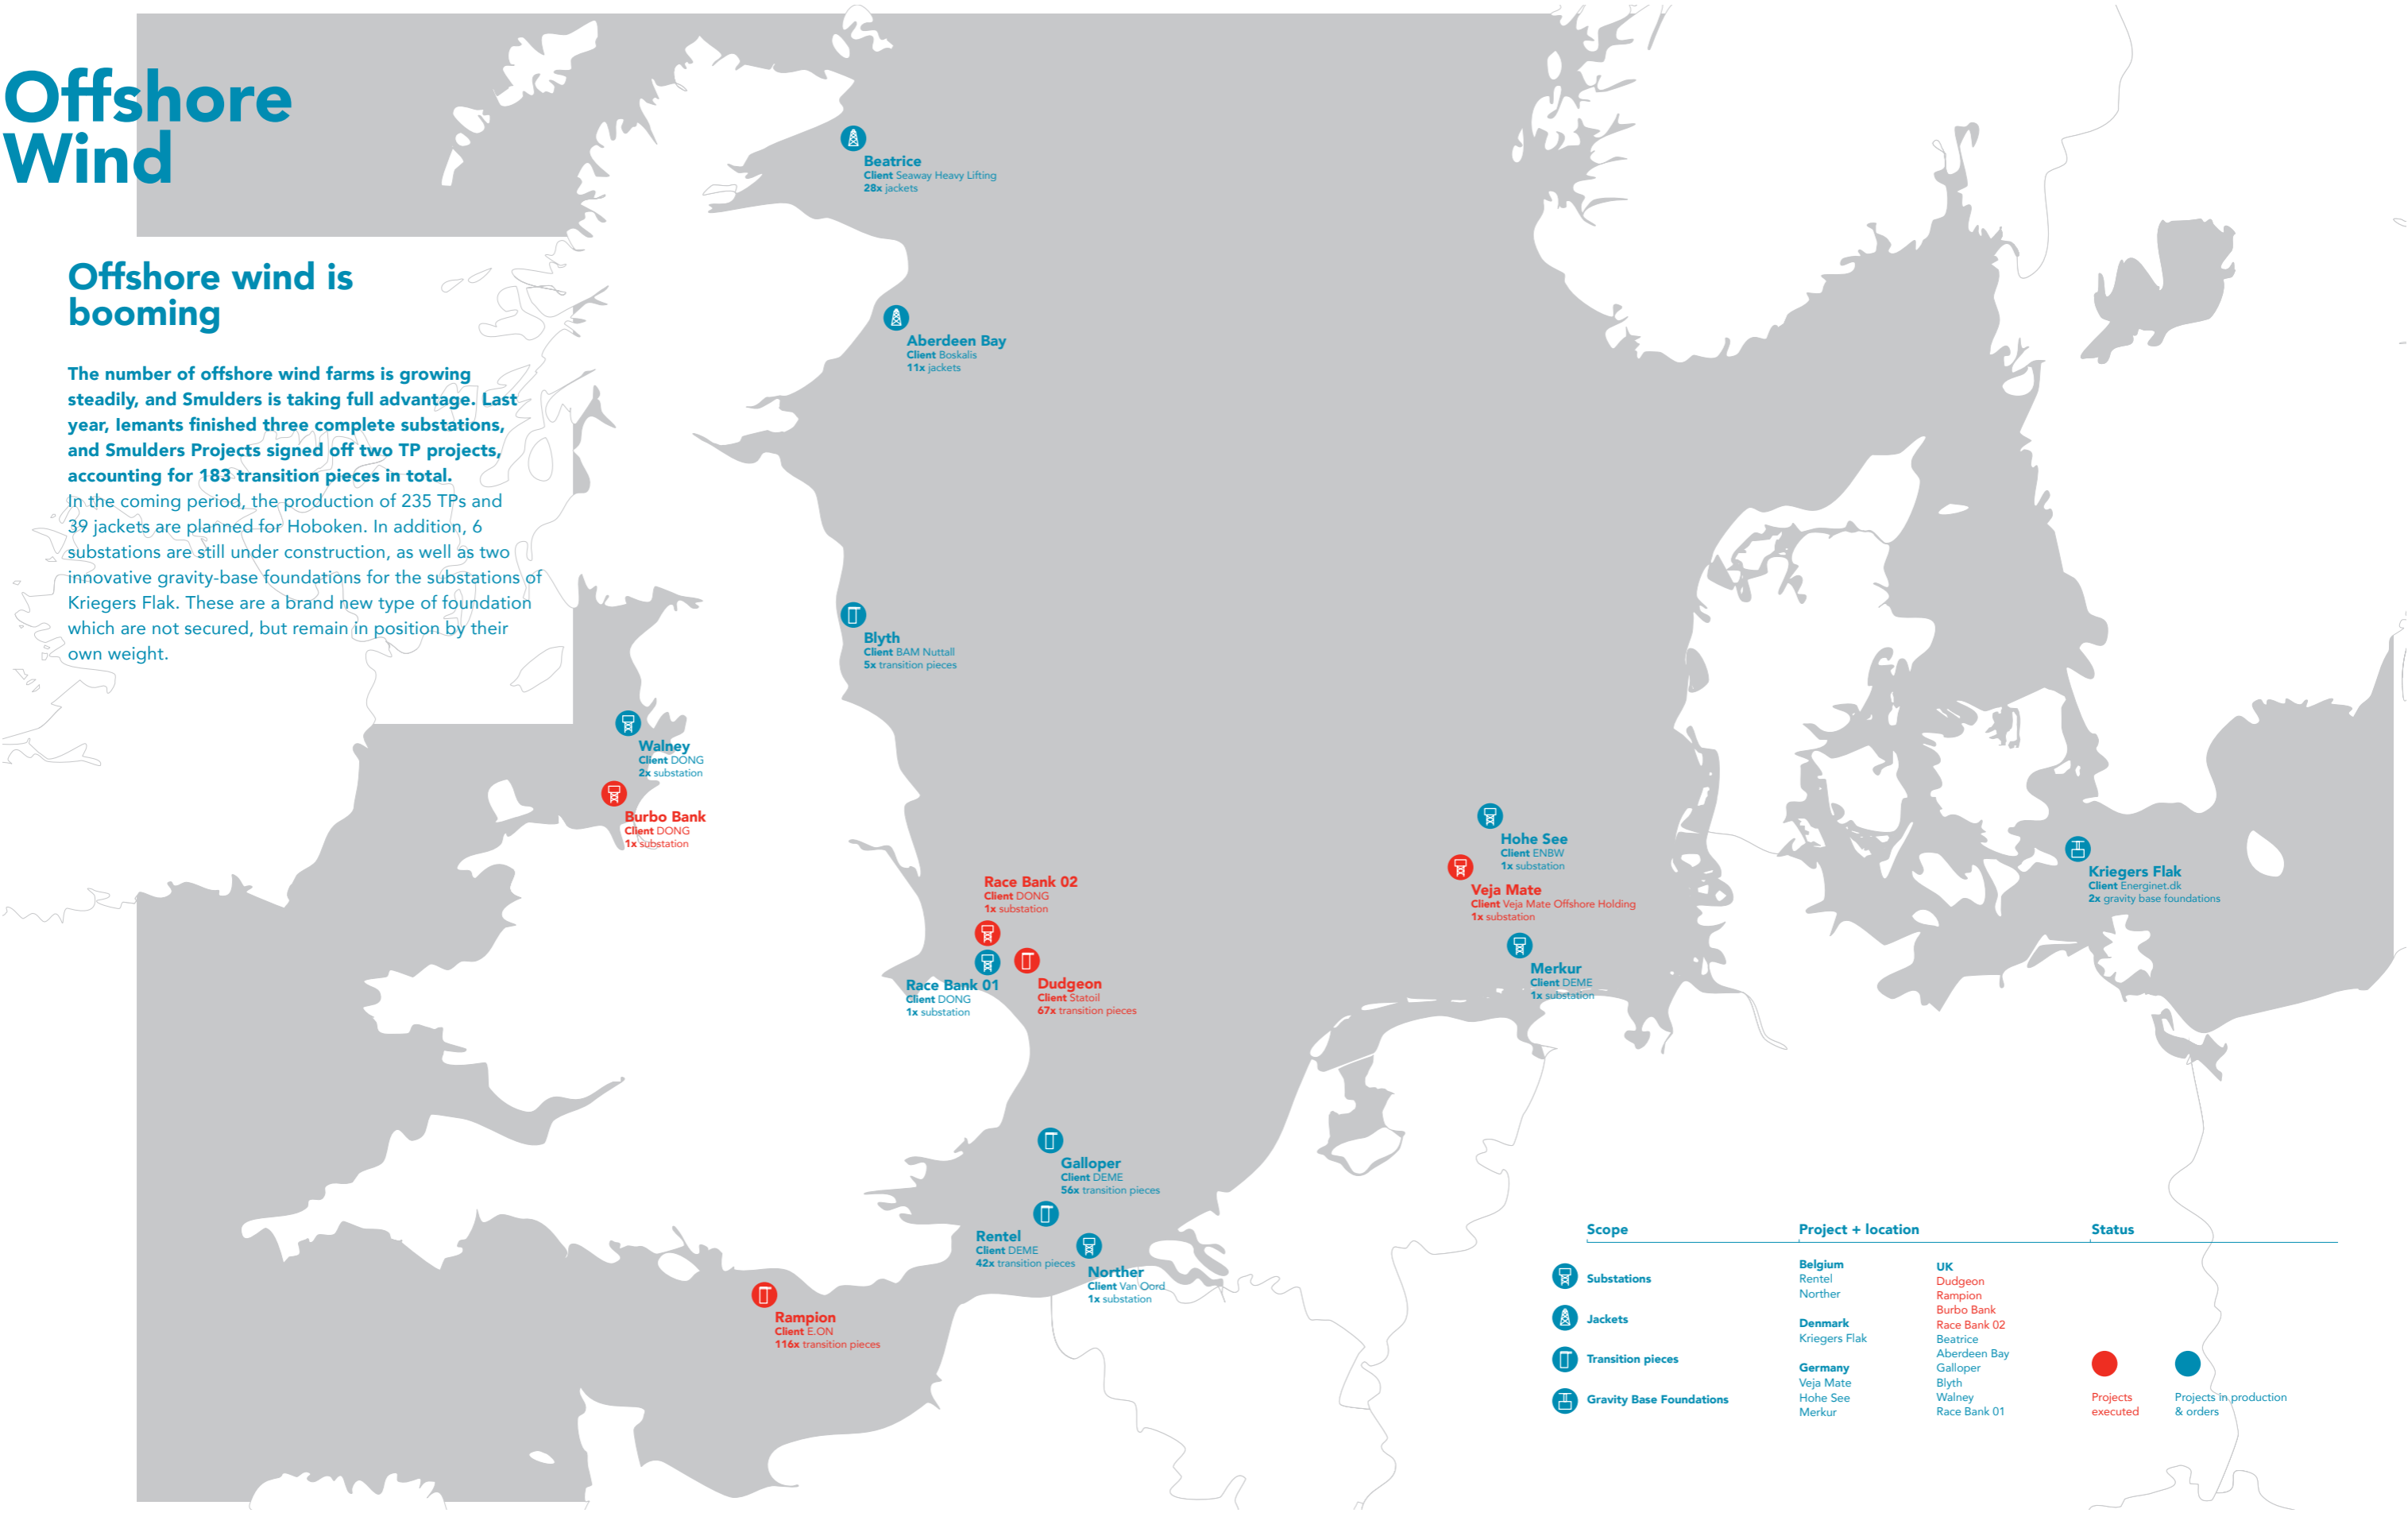 Offshore
Wind
Offshore wind is
booming
The number of offshore wind farms is growing
steadily, and Smulders is taking full advantage. Last
year, Iemants finished three complete substations,
and Smulders Projects signed off two TP projects,
accounting for 183 transition pieces in total.
In the coming period, the production of 235 TPs and
39 jackets are planned for Hoboken. In addition, 6
substations are still under construction, as well as two
innovative gravity-base foundations for the substations of
Kriegers Flak. These are a brand new type of foundation
which are not secured, but remain in position by their
own weight.
Beatrice
Client Seaway Heavy Lifting
28x jackets
Aberdeen Bay
Client Boskalis
11x jackets
Blyth
Client BAM Nuttall
5x transition pieces
Walney
Client DONG
2x substation
Burbo Bank
Client DONG
1x substation
Race Bank 02
Client DONG
1x substation
Race Bank 01
Client DONG
1x substation
Dudgeon
Client Statoil
67x transition pieces
Hohe See
Client ENBW
1x substation
Veja Mate
Client Veja Mate Offshore Holding
1x substation
Merkur
Client DEME
1x substation
Kriegers Flak
Client Energinet.dk
2x gravity base foundations
Galloper
Client DEME
56x transition pieces
Rentel
Client DEME
42x transition pieces
Norther
Client Van Oord
1x substation
Rampion
Client E.ON
116x transition pieces
Scope
Substations
Jackets
Transition pieces
Gravity Base Foundations
Project + location
Belgium
Rentel
Norther
Denmark
Kriegers Flak
Germany
Veja Mate
Hohe See
Merkur
UK
Dudgeon
Rampion
Burbo Bank
Race Bank 02
Beatrice
Aberdeen Bay
Galloper
Blyth
Walney
Race Bank 01
Status
Projects
executed
Projects in production
& orders